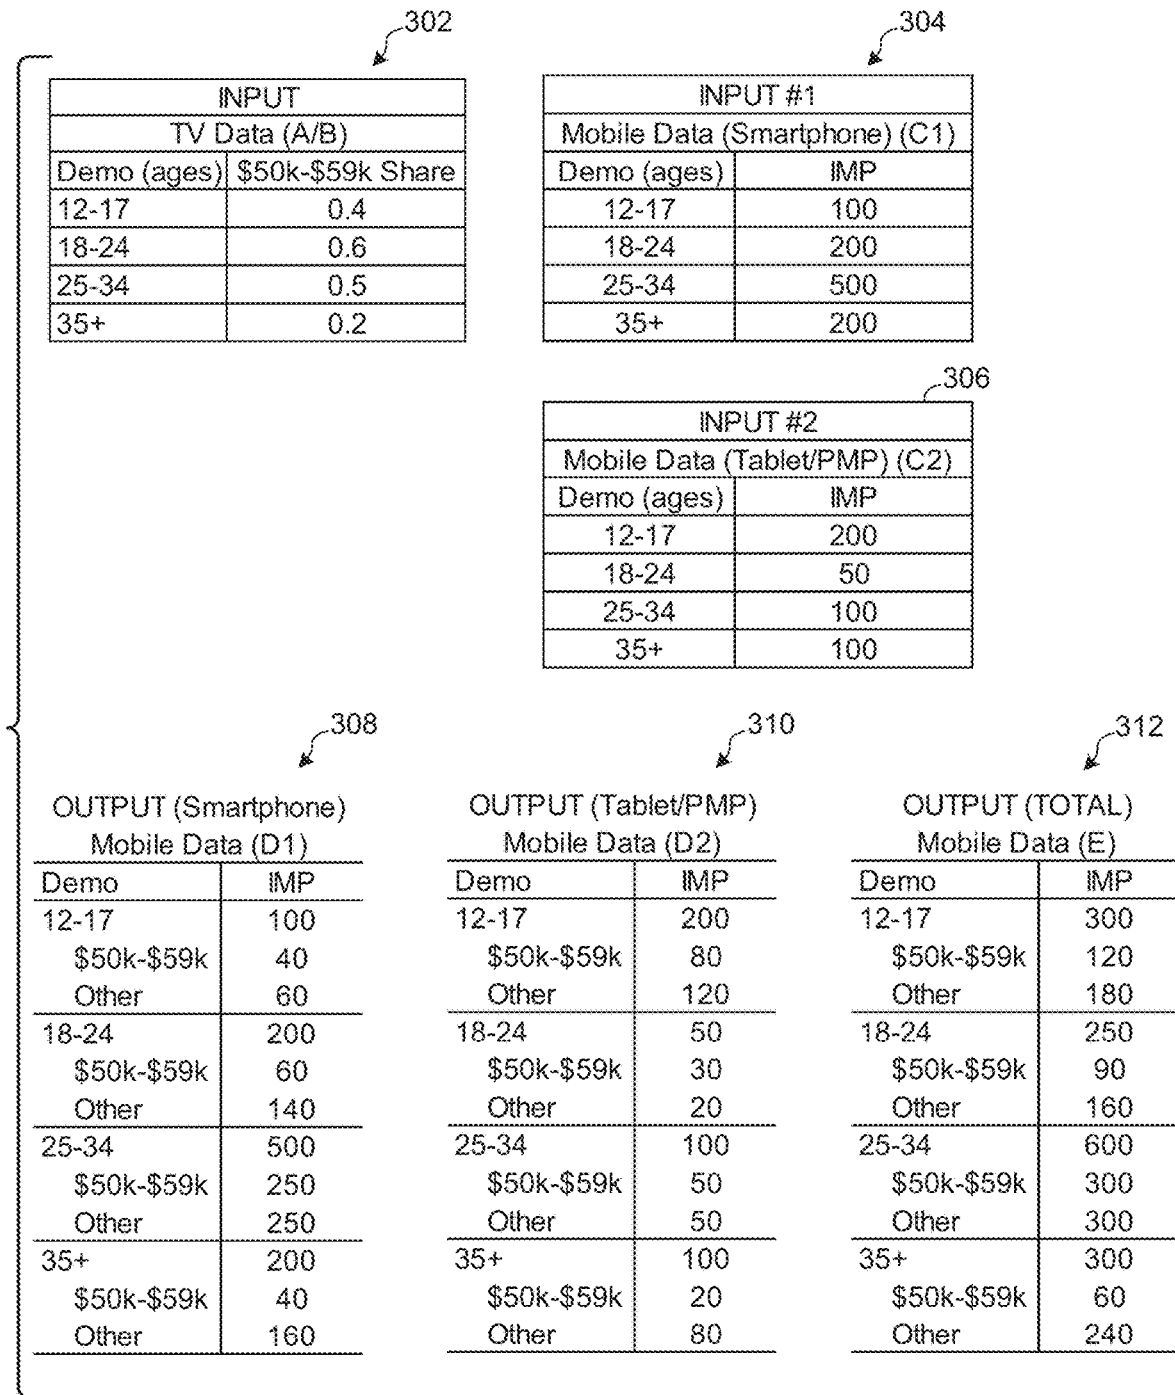 302
INPUT
TV Data (A/B)
Demo (ages) $50k-$59k Share
12-17 0.4
18-24 0.6
25-34 0.5
35+ 0.2
304
INPUT #1
Mobile Data (Smartphone) (C1)
Demo (ages) IMP
12-17 100
18-24 200
25-34 500
35+ 200
306
INPUT #2
Mobile Data (Tablet/PMP) (C2)
Demo (ages) IMP
12-17 200
18-24 50
25-34 100
35+ 100
308
OUTPUT (Smartphone)
Mobile Data (D1)
Demo IMP
12-17 100
$50k-$59k 40
Other 60
18-24 200
$50k-$59k 60
Other 140
25-34 500
$50k-$59k 250
Other 250
35+ 200
$50k-$59k 40
Other 160
310
OUTPUT (Tablet/PMP)
Mobile Data (D2)
Demo IMP
12-17 200
$50k-$59k 80
Other 120
18-24 50
$50k-$59k 30
Other 20
25-34 100
$50k-$59k 50
Other 50
35+ 100
$50k-$59k 20
Other 80
312
OUTPUT (TOTAL)
Mobile Data (E)
Demo IMP
12-17 300
$50k-$59k 120
Other 180
18-24 250
$50k-$59k 90
Other 160
25-34 600
$50k-$59k 300
Other 300
35+ 300
$50k-$59k 60
Other 240